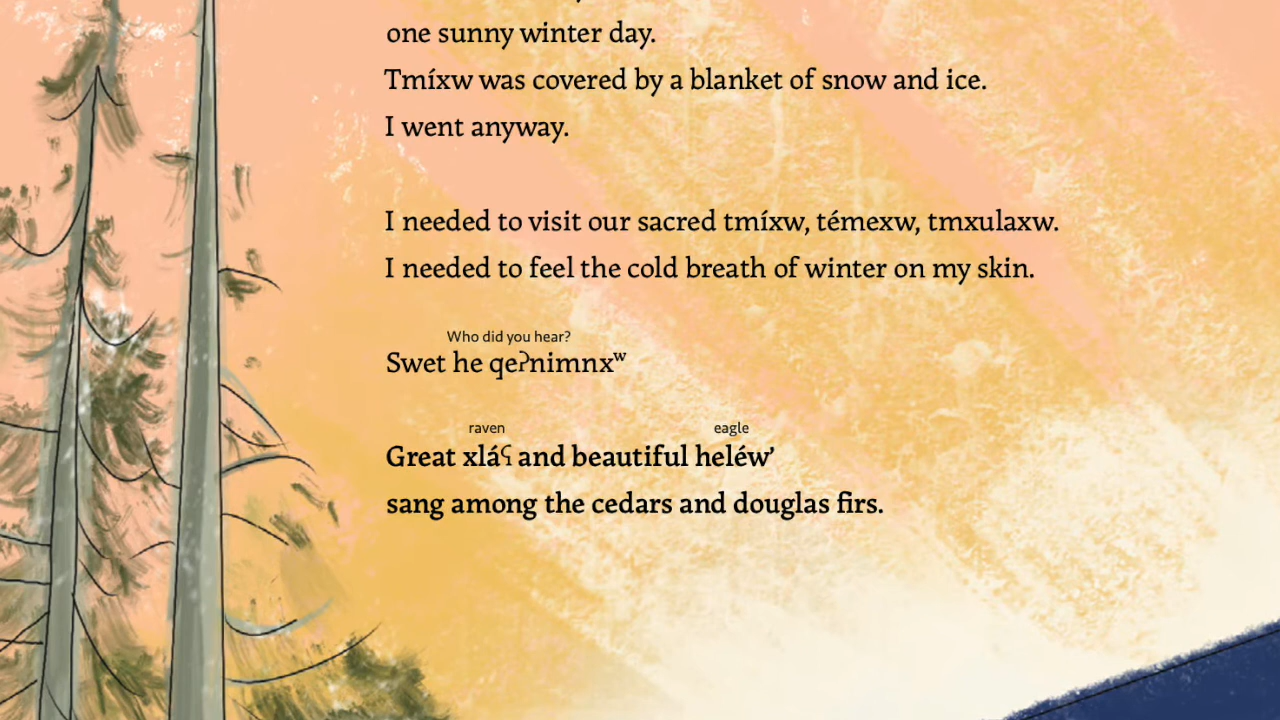 one sunny winter day.
Tmíxw was covered by a blanket of snow and ice.
I went anyway.
I needed to visit our sacred tmíxw, témexw, tmxulaxw.
I needed to feel the cold breath of winter on my skin.
Who did you hear?
Swet he qeʔnimnxʷ
raven eagle
Great xláʕ and beautiful heléw’
sang among the cedars and douglas firs.